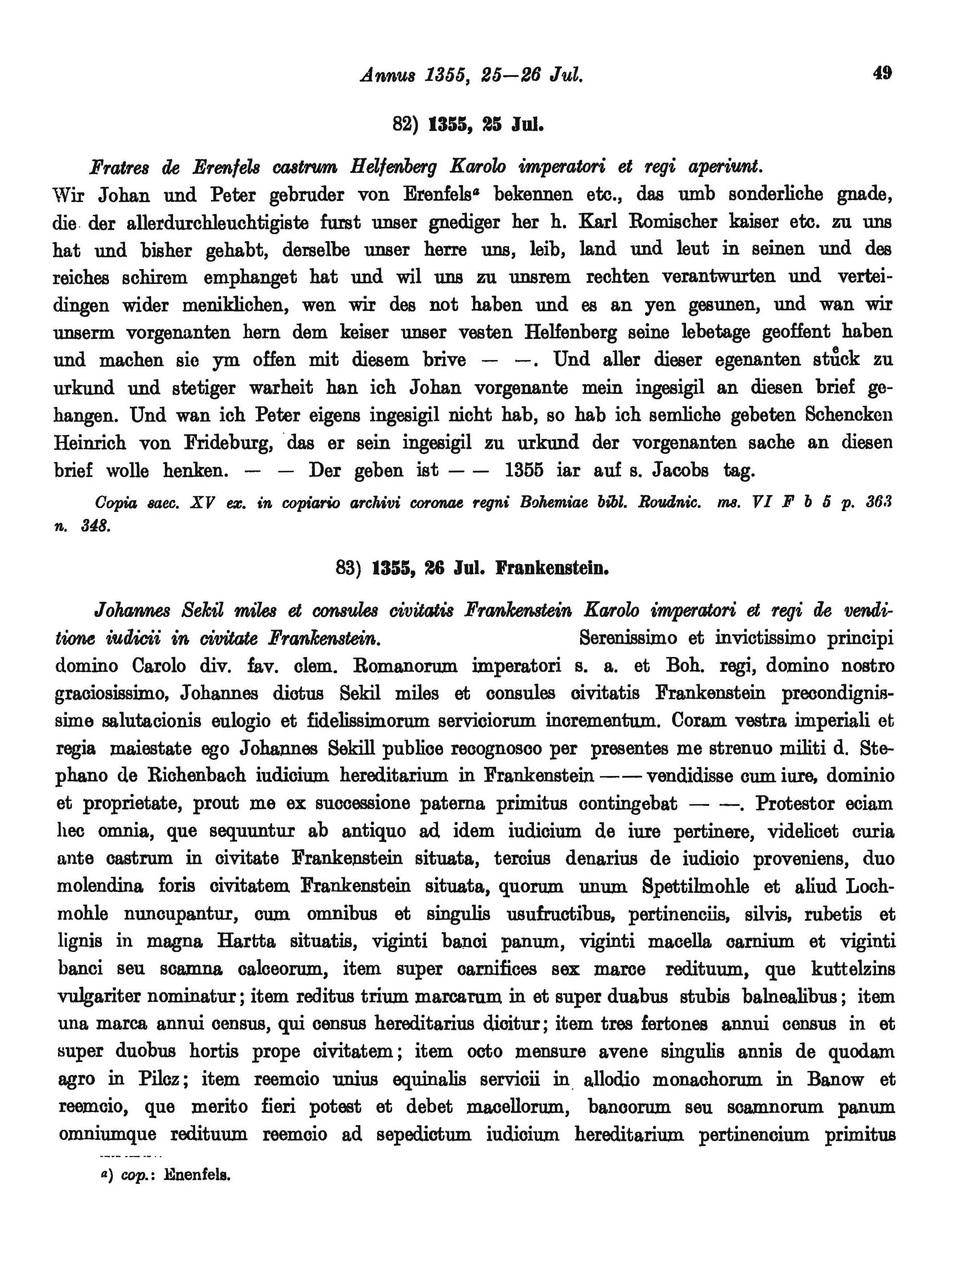 Annus 1355, 25—26 Jul. 49
82) 1355, 25 Jul.
Fratres de Erenfels castrum Helfenberg Karolo imperatori et regi aperiunt.
Wir Johan und Peter gebruder von Erenfelsa bekennen etc., das umb sonderliche gnade,
die der allerdurchleuchtigiste furst unser gnediger her h. Karl Romischer kaiser etc. zu uns
hat und bisher gehabt, derselbe unser herre uns, leib, land und leut in seinen und des
reiches schirem emphanget hat und wil uns zu unsrem rechten verantwurten und vertei-
dingen wider meniklichen, wen wir des not haben und es an yen gesunen, und wan wir
unserm vorgenanten hern dem keiser unser vesten Helfenberg seine lebetage geoffent haben
und machen sie ym offen mit diesem brive — —. Und aller dieser egenanten stůck zu
urkund und stetiger warheit han ich Johan vorgenante mein ingesigil an diesen brief ge-
hangen. Und wan ich Peter eigens ingesigil nicht hab, so hab ich semliche gebeten Schencken
Heinrich von Frideburg, das er sein ingesigil zu urkund der vorgenanten sache an diesen
brief wolle henken. — — Der geben ist — — 1355 iar auf s. Jacobs tag.
Copia saec. XV ex. in copiario archivi coronae regni Bohemiae bibl. Roudnic. ms. VI F b 5 p. 363
n. 348.
83) 1355, 26 Jul. Frankenstein.
Johannes Sekil miles et consules civitatis Frankenstein Karolo imperatori et regi de vendi-
tione iudicii in civitate Frankenstein. Serenissimo et invictissimo principi
domino Carolo div. fav. clem. Romanorum imperatori s. a. et Boh. regi, domino nostro
graciosissimo, Johannes dictus Sekil miles et consules civitatis Frankenstein precondignis-
sime salutacionis eulogio et fidelissimorum serviciorum incrementum. Coram vestra imperiali et
regia maiestate ego Johannes Sekill publice recognosco per presentes me strenuo militi d. Ste-
phano de Richenbach iudicium hereditarium in Frankenstein — — vendidisse cum iure, dominio
et proprietate, prout me ex successione paterna primitus contingebat — —. Protestor eciam
hec omnia, que sequuntur ab antiquo ad idem iudicium de iure pertinere, videlicet curia
ante castrum in civitate Frankenstein situata, tercius denarius de iudicio proveniens, duo
molendina foris civitatem Frankenstein situata, quorum unum Spettilmohle et aliud Loch-
mohle nuncupantur, cum omnibus et singulis usufructibus, pertinenciis, silvis, rubetis et
lignis in magna Hartta situatis, viginti banci panum, viginti macella carnium et viginti
banci seu scamna calceorum, item super carnifices sex marce redituum, que kuttelzins
vulgariter nominatur; item reditus trium marcarum in et super duabus stubis balnealibus; item
una marca annui census, qui census hereditarius dicitur; item tres fertones annui census in et
super duobus hortis prope civitatem; item octo mensure avene singulis annis de quodam
agro in Pilcz; item reemcio unius equinalis servicii in allodio monachorum in Banow et
reemcio, que merito fieri potest et debet macellorum, bancorum seu scamnorum panum
omniumque redituum reemcio ad sepedictum iudicium hereditarium pertinencium primitus
a) cop.: Enenfels.